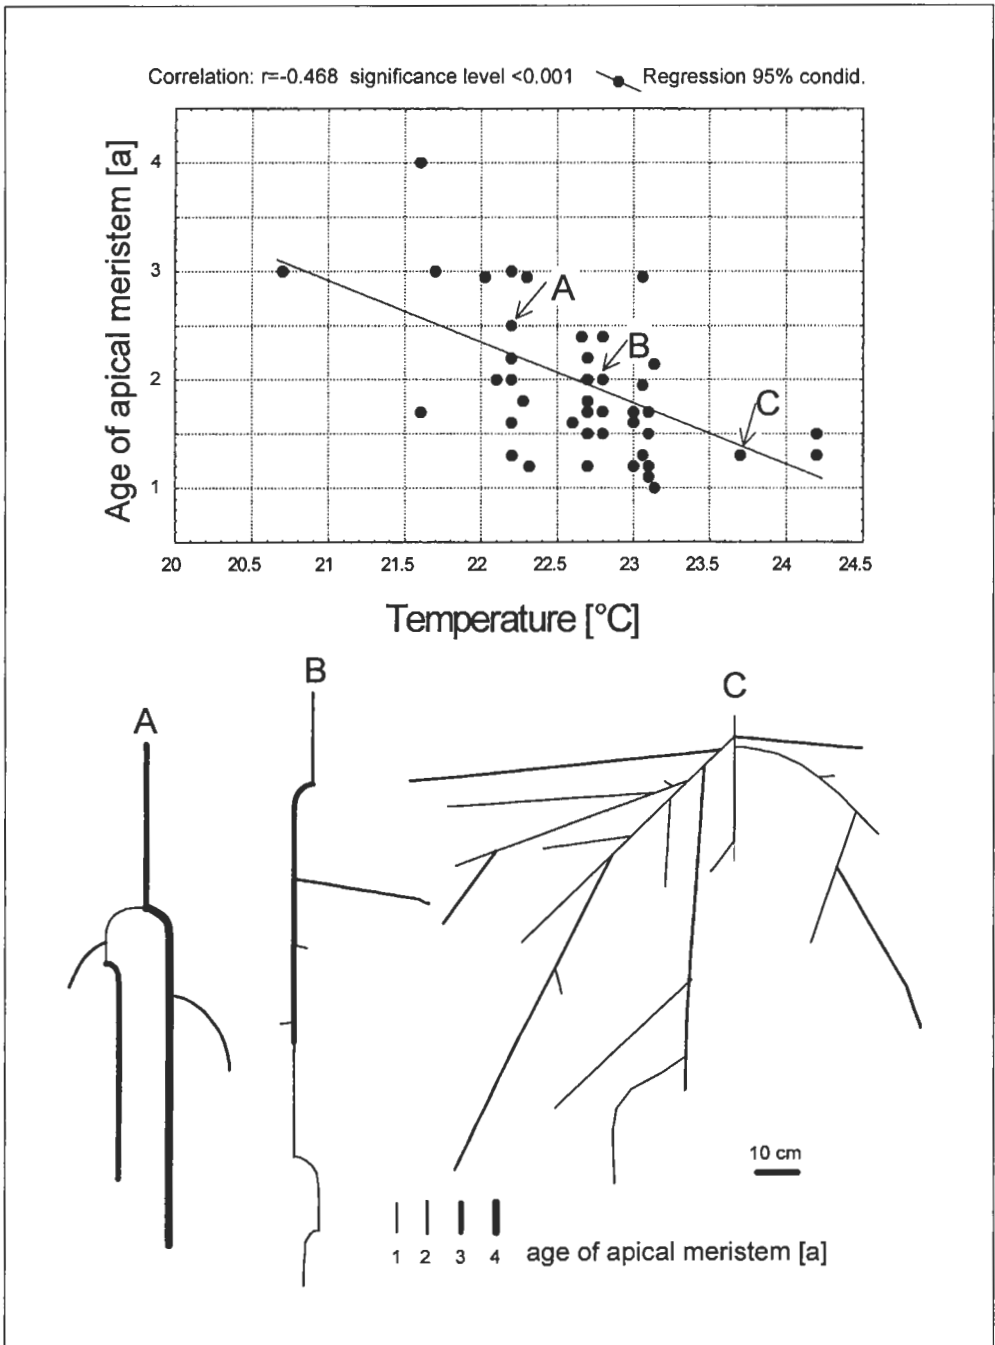 Correlation: r=-0.468 significance level <0.001 Regression 95% condid.
Age of apical meristem [a]
4
3
2
1
A
B
C
20 20.5 21 21.5 22 22.5 23 23.5 24 24.5
Temperature [°C]
A
B
C
10 cm
1 2 3 4 age of apical meristem [a]